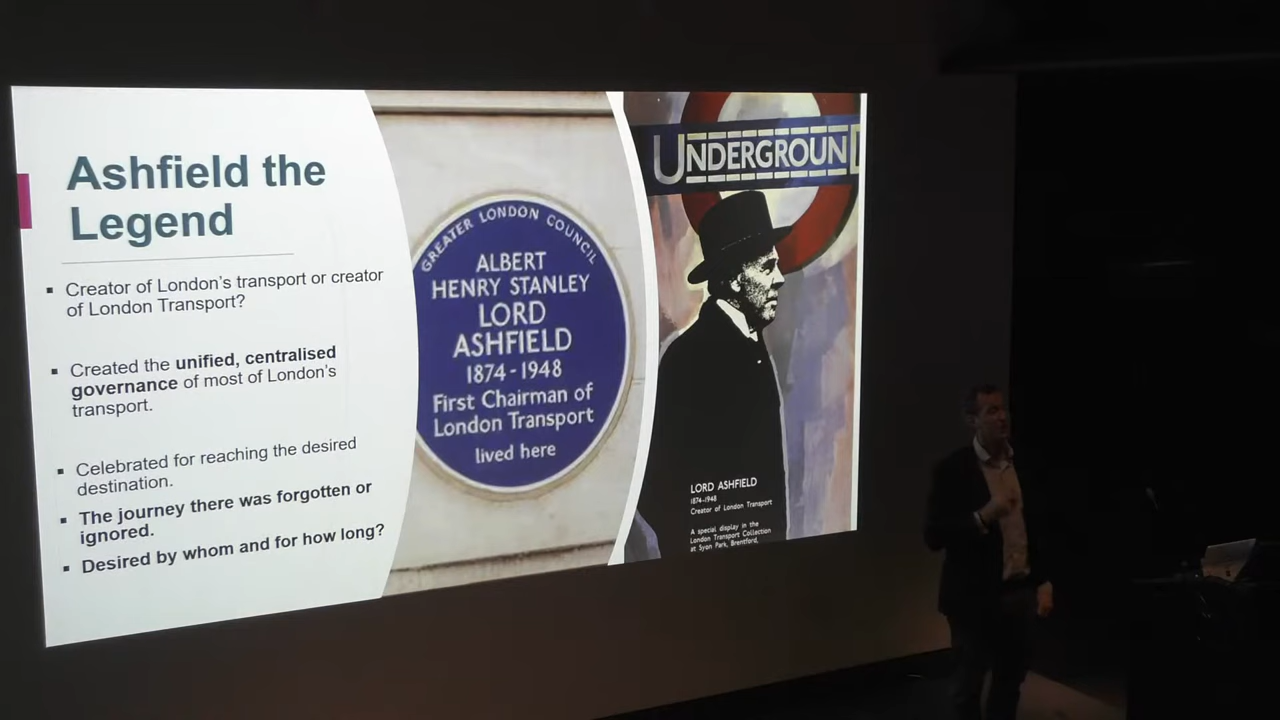 Ashfield the
Legend
▪ Creator of London's transport or creator
of London Transport?
▪ Created the unified, centralised
governance of most of London's
transport.
▪ Celebrated for reaching the desired
destination.
▪ The journey there was forgotten or
ignored.
▪ Desired by whom and for how long?
GREATER LONDON COUNCIL
ALBERT
HENRY STANLEY
LORD
ASHFIELD
1874-1948
First Chairman of
London Transport
lived here
UNDERGROUND
LORD ASHFIELD
1874-1948
Creator of London Transport
A special display in the
London Transport Collection
at Syon Park, Brentford,